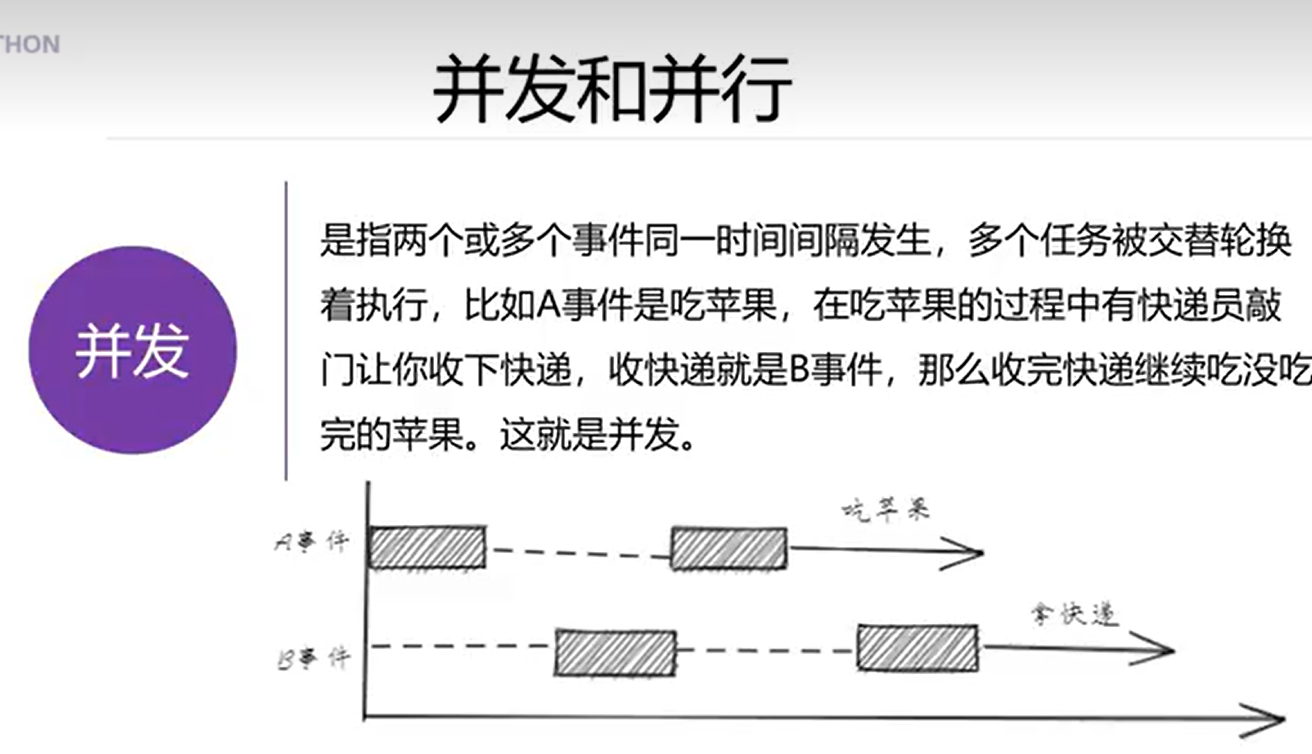 THON
并发和并行
并发
是指两个或多个事件同一时间间隔发生，多个任务被交替轮换
着执行，比如A事件是吃苹果，在吃苹果的过程中有快递员敲
门让你收下快递，收快递就是B事件，那么收完快递继续吃没吃
完的苹果。这就是并发。
吃苹果
A事件
拿快递
B事件